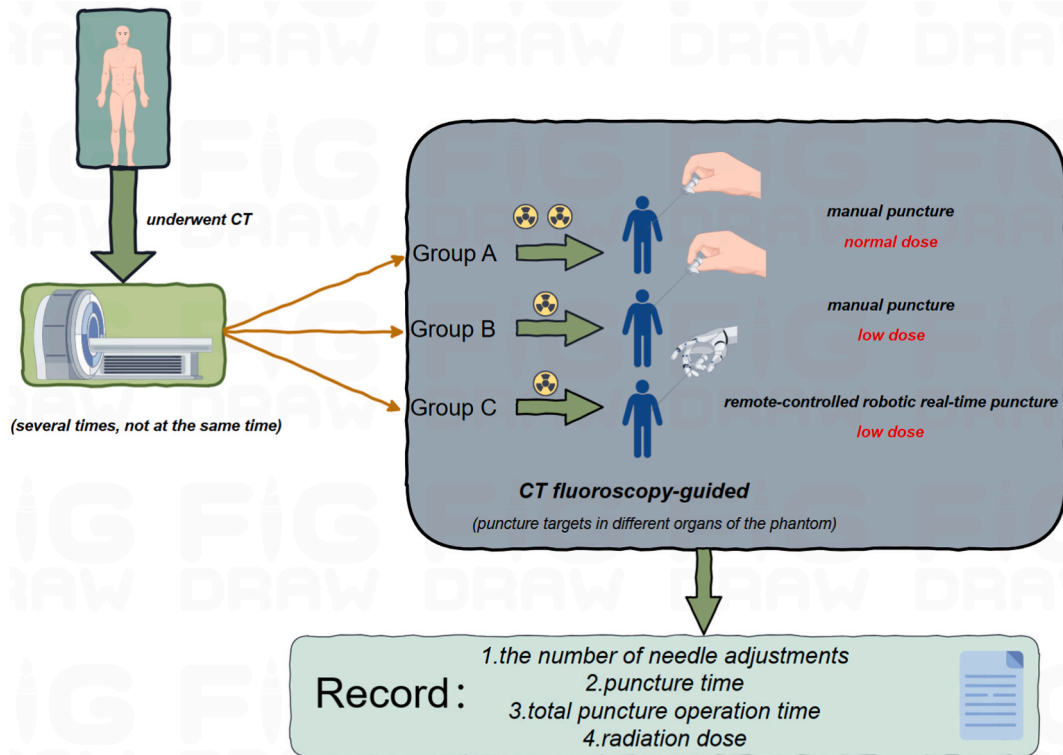 underwent CT
(several times, not at the same time)
Group A
manual puncture
normal dose
Group B
manual puncture
low dose
Group C
remote-controlled robotic real-time puncture
low dose
CT fluoroscopy-guided
(puncture targets in different organs of the phantom)
Record:
1.the number of needle adjustments
2.puncture time
3.total puncture operation time
4.radiation dose
FIG DRAW